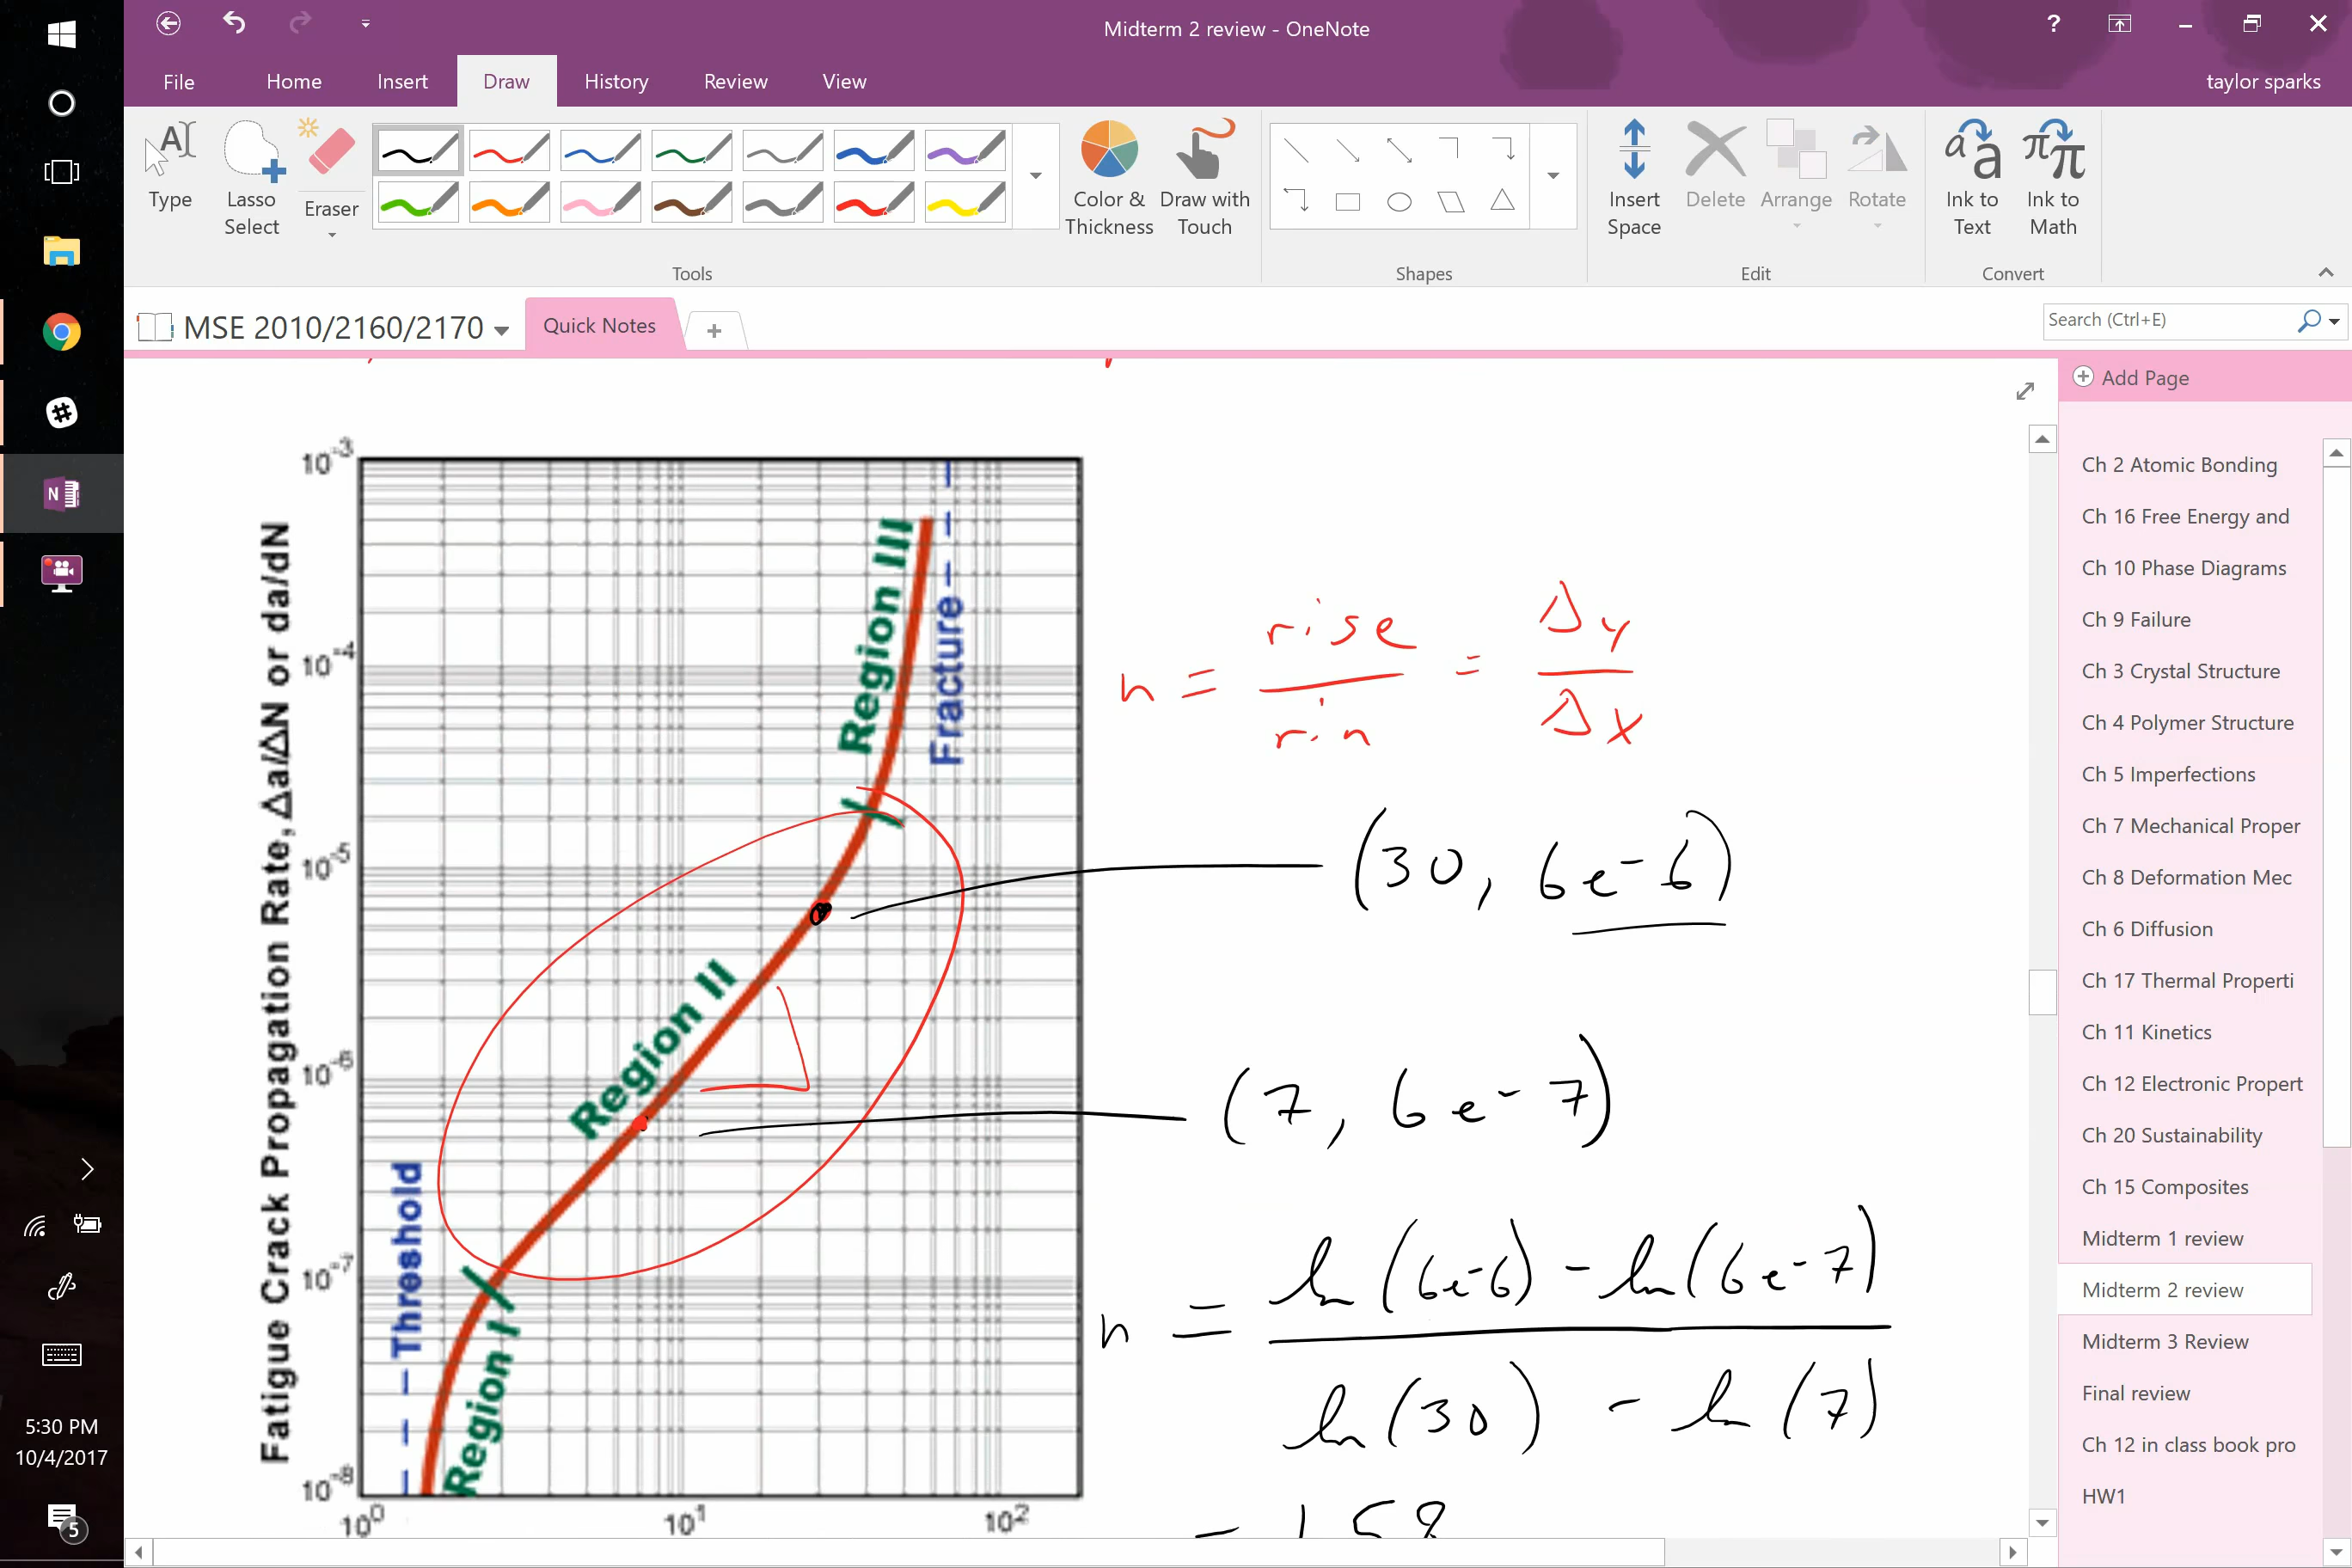 Midterm 2 review - OneNote
?
File Home Insert Draw History Review View
taylor sparks
Type
Lasso Select
Eraser
Color & Thickness
Draw with Touch
Insert Space
Delete
Arrange
Rotate
Ink to Text
Ink to Math
Tools
Shapes
Edit
Convert
MSE 2010/2160/2170
Quick Notes
Search (Ctrl+E)
Add Page
Ch 2 Atomic Bonding
Ch 16 Free Energy and
Ch 10 Phase Diagrams
Ch 9 Failure
Ch 3 Crystal Structure
Ch 4 Polymer Structure
Ch 5 Imperfections
Ch 7 Mechanical Proper
Ch 8 Deformation Mec
Ch 6 Diffusion
Ch 17 Thermal Properti
Ch 11 Kinetics
Ch 12 Electronic Propert
Ch 20 Sustainability
Ch 15 Composites
Midterm 1 review
Midterm 2 review
Midterm 3 Review
Final review
Ch 12 in class book pro
HW1
Fatigue Crack Propagation Rate, Δa/ΔN or da/dN
10-3
10-4
10-5
10-6
10-7
10-8
10^0 10^1 10^2
Threshold
Region I
Region II
Region III
Fracture
n = rise / run = Δy / Δx
(30, 6e-6)
(7, 6e-7)
n = ln(6e-6) - ln(6e-7)
ln(30) - ln(7)
= 1.58
5:30 PM
10/4/2017
5